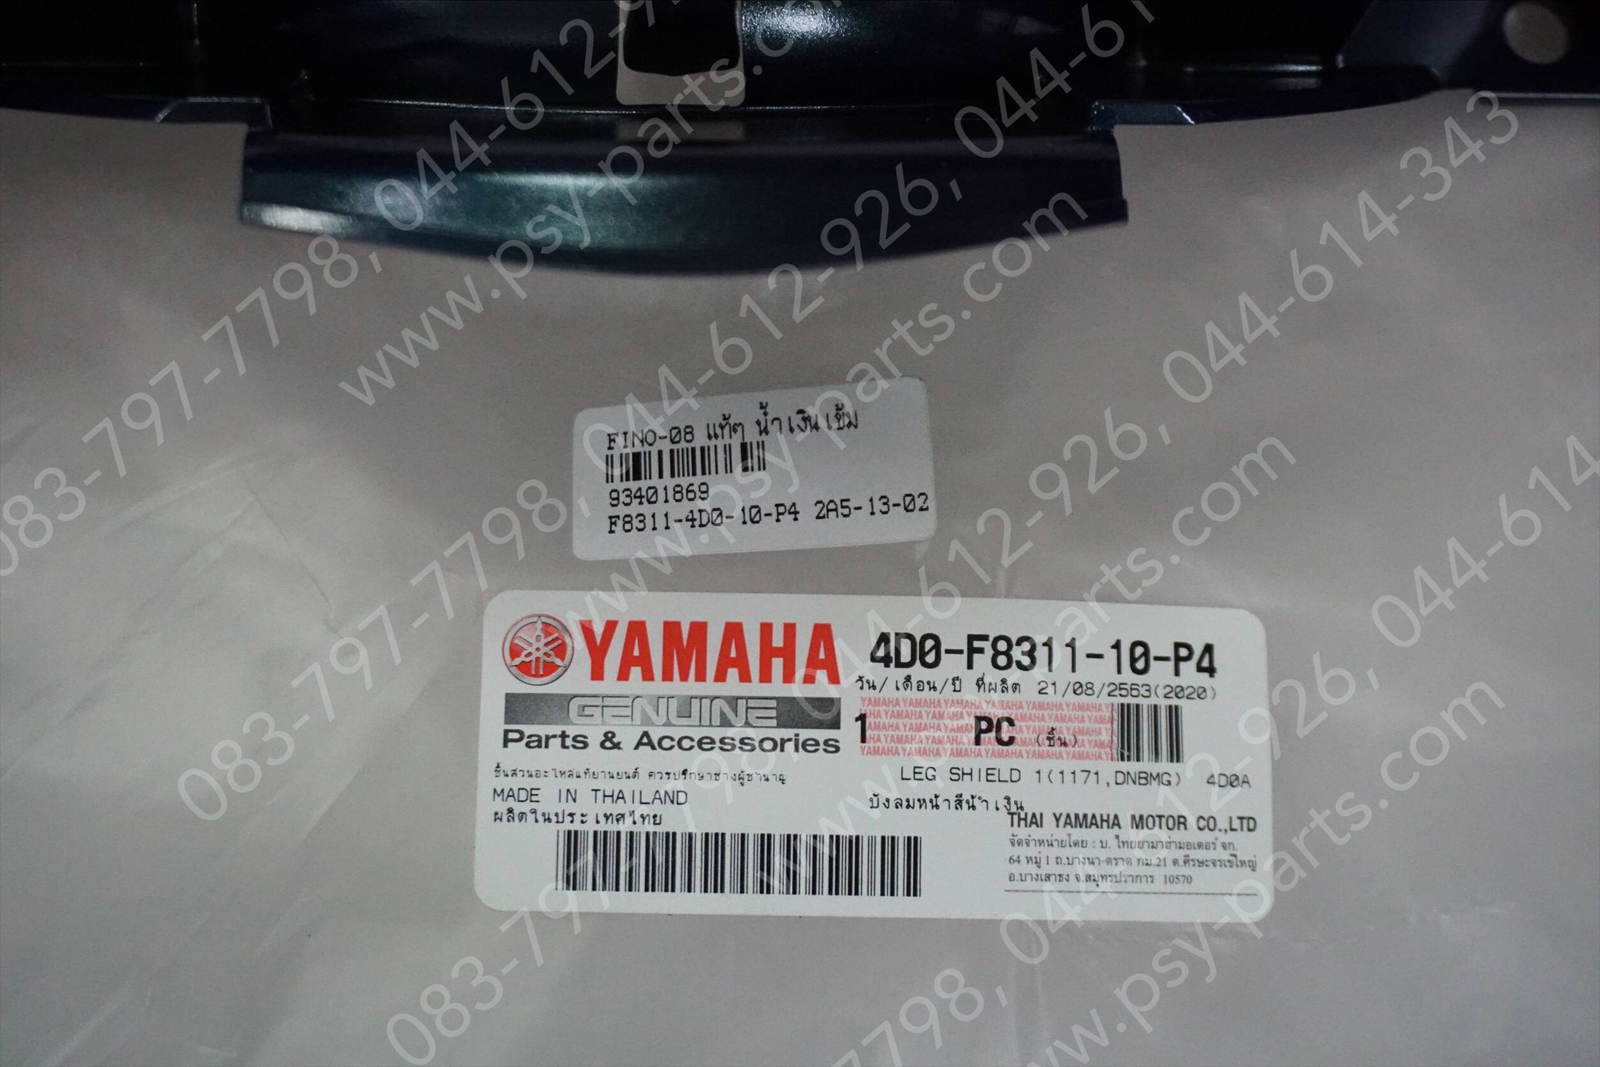 FINO-08 แท้ๆ น้ำเงินเข้ม
93401869
F8311-4D0-10-P4 2A5-13-02
YAMAHA
GENUINE
Parts & Accessories
ชิ้นส่วนอะไหล่แท้ยานยนต์ ควรปรึกษาช่างผู้ชำนาญ
MADE IN THAILAND
ผลิตในประเทศไทย
4D0-F8311-10-P4
วัน/เดือน/ปี ที่ผลิต 21/08/2563(2020)
1 PC (ชิ้น)
LEG SHIELD 1(1171,DNBMG) 4D0A
บังลมหน้าสีน้ำเงิน
THAI YAMAHA MOTOR CO.,LTD
จัดจำหน่ายโดย : บ. ไทยยามาฮ่ามอเตอร์ จก.
64 หมู่ 1 ถ.บางนา-ตราด กม.21 ต.ศีรษะจรเข้ใหญ่
อ.บางเสาธง จ.สมุทรปราการ 10570
083-797-7798, 044-612-926, 044-614-343
www.psy-parts.com